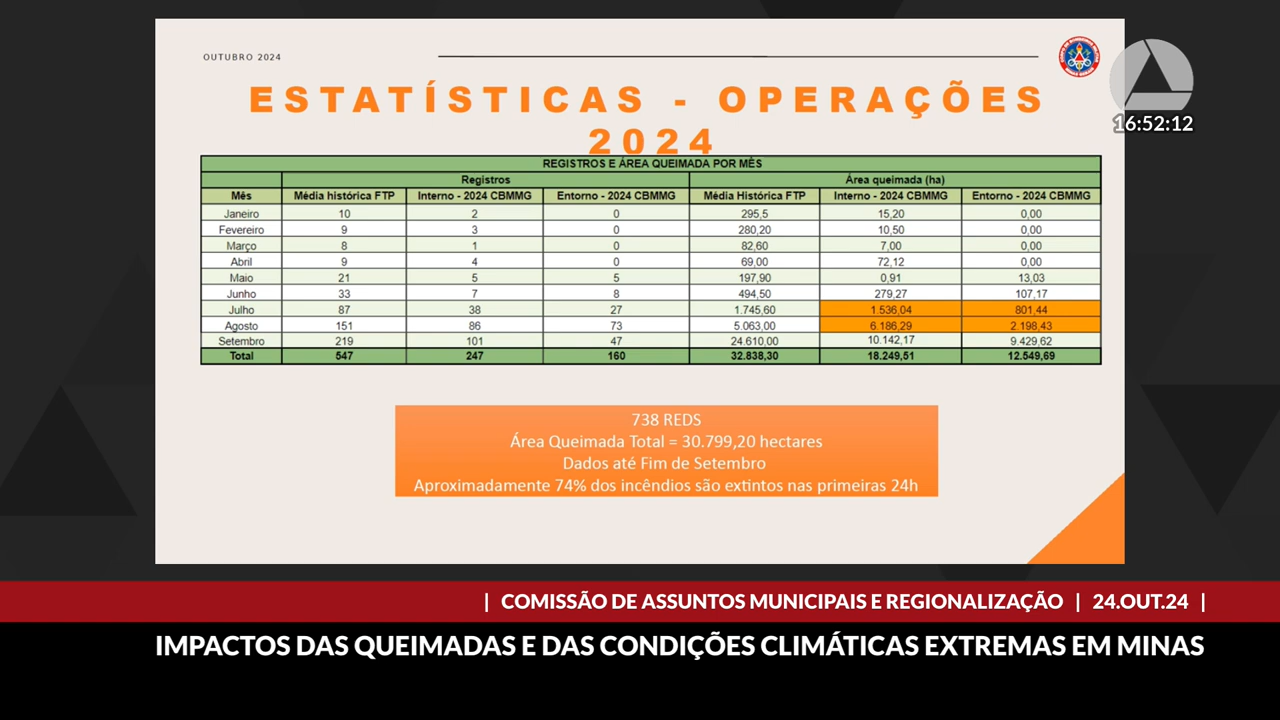 OUTUBRO 2024
ESTATÍSTICAS - OPERAÇÕES
2024
16:52:12
REGISTROS E ÁREA QUEIMADA POR MÊS
Registros Área queimada (ha)
Mês Média histórica FTP Interno - 2024 CBMMG Entorno - 2024 CBMMG Média Histórica FTP Interno - 2024 CBMMG Entorno - 2024 CBMMG
Janeiro 10 2 0 295,5 15,20 0,00
Fevereiro 9 3 0 280,20 10,50 0,00
Março 8 1 0 82,60 7,00 0,00
Abril 9 4 0 69,00 72,12 0,00
Maio 21 5 5 197,90 0,91 13,03
Junho 33 7 8 494,50 279,27 107,17
Julho 87 38 27 1.745,60 1.536,04 801,44
Agosto 151 86 73 5.063,00 6.186,29 2.198,43
Setembro 219 101 47 24.610,00 10.142,17 9.429,62
Total 547 247 160 32.838,30 18.249,51 12.549,69
738 REDS
Área Queimada Total = 30.799,20 hectares
Dados até Fim de Setembro
Aproximadamente 74% dos incêndios são extintos nas primeiras 24h
| COMISSÃO DE ASSUNTOS MUNICIPAIS E REGIONALIZAÇÃO | 24.OUT.24 |
IMPACTOS DAS QUEIMADAS E DAS CONDIÇÕES CLIMÁTICAS EXTREMAS EM MINAS